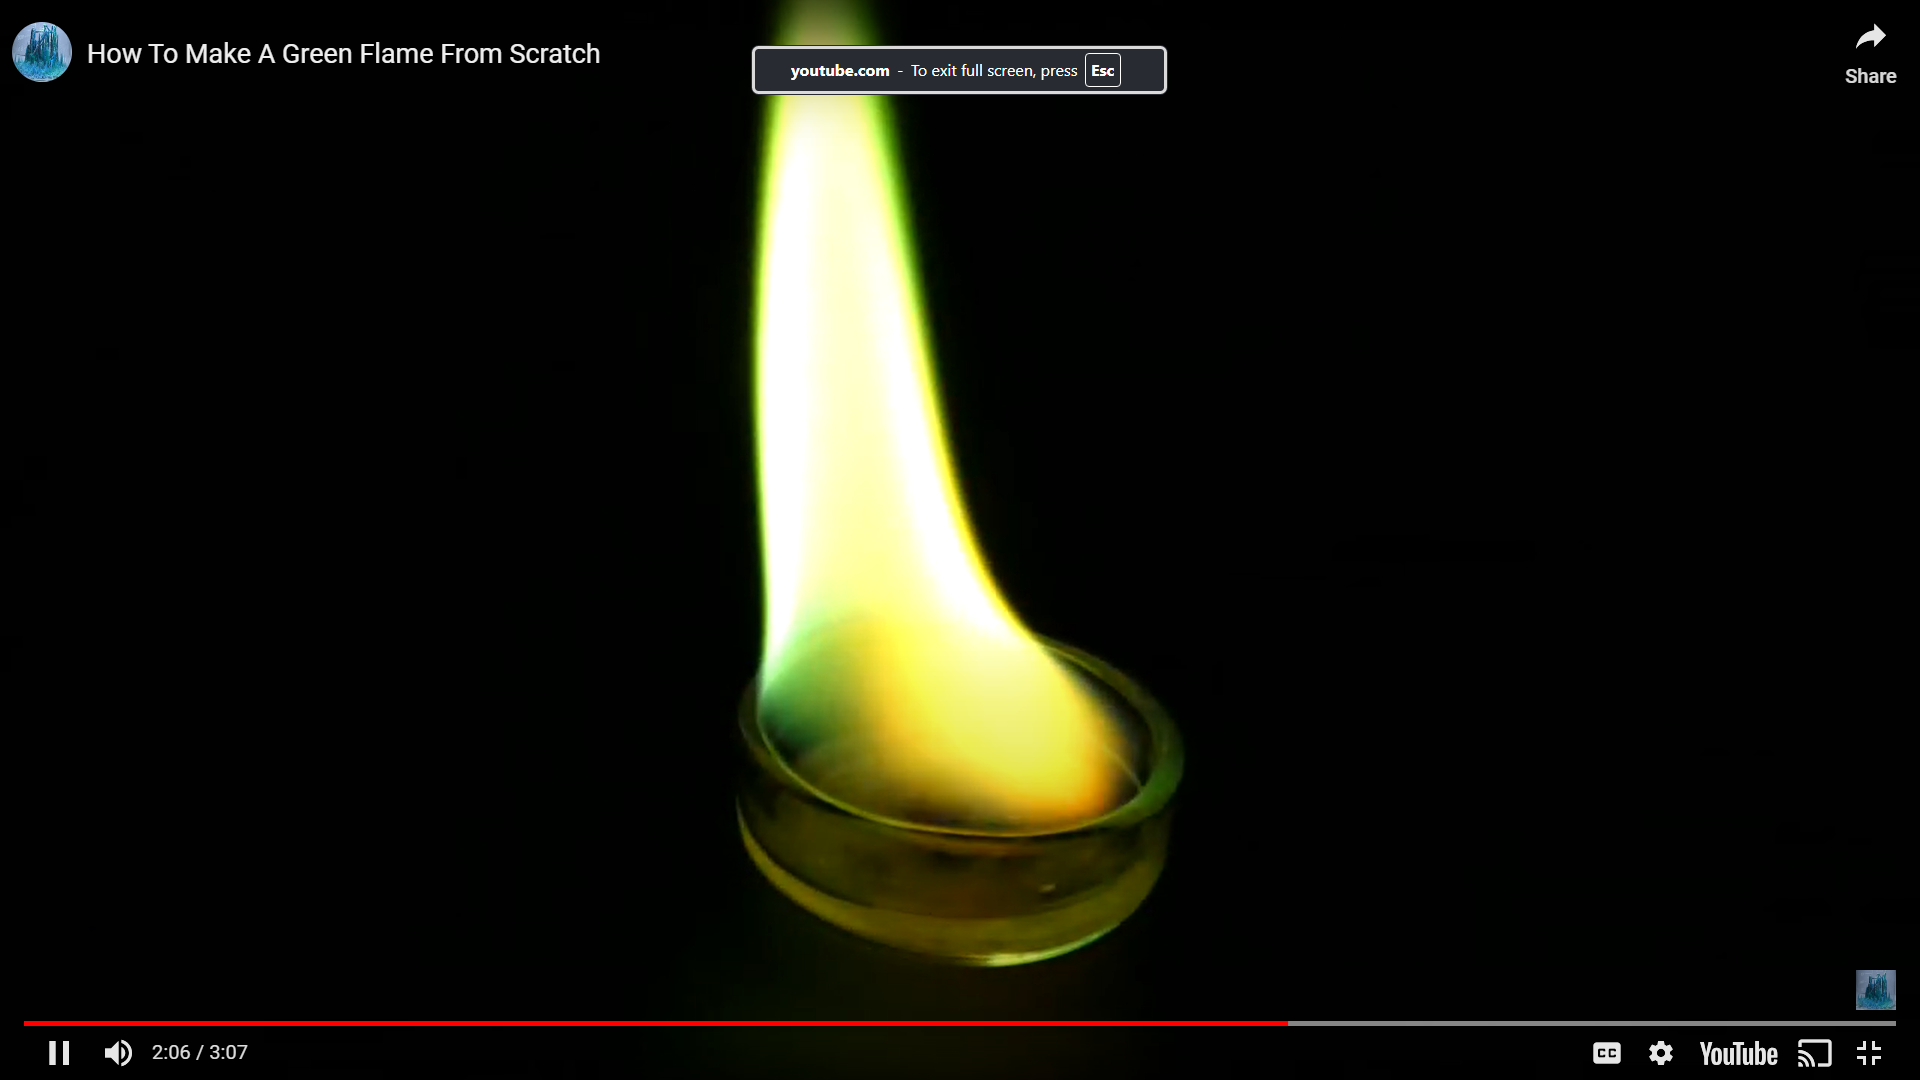 How To Make A Green Flame From Scratch
youtube.com - To exit full screen, press Esc
Share
2:06 / 3:07
CC
YouTube